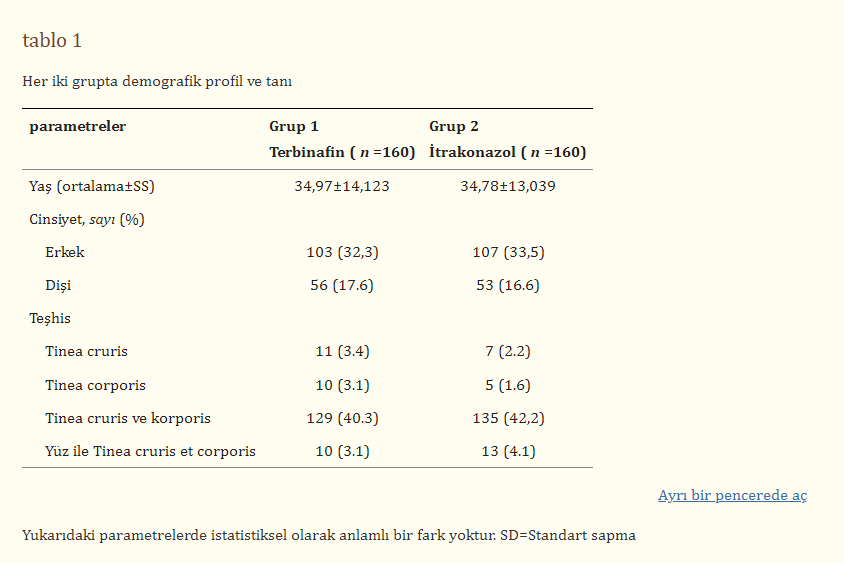 tablo 1
Her iki grupta demografik profil ve tanı
parametreler Grup 1 Grup 2
Terbinafin ( n =160) İtrakonazol ( n =160)
Yaş (ortalama±SS) 34,97±14,123 34,78±13,039
Cinsiyet, sayı (%)
Erkek 103 (32,3) 107 (33,5)
Dişi 56 (17.6) 53 (16.6)
Teşhis
Tinea cruris 11 (3.4) 7 (2.2)
Tinea corporis 10 (3.1) 5 (1.6)
Tinea cruris ve korporis 129 (40.3) 135 (42,2)
Yüz ile Tinea cruris et corporis 10 (3.1) 13 (4.1)
Ayrı bir pencerede aç
Yukarıdaki parametrelerde istatistiksel olarak anlamlı bir fark yoktur. SD=Standart sapma